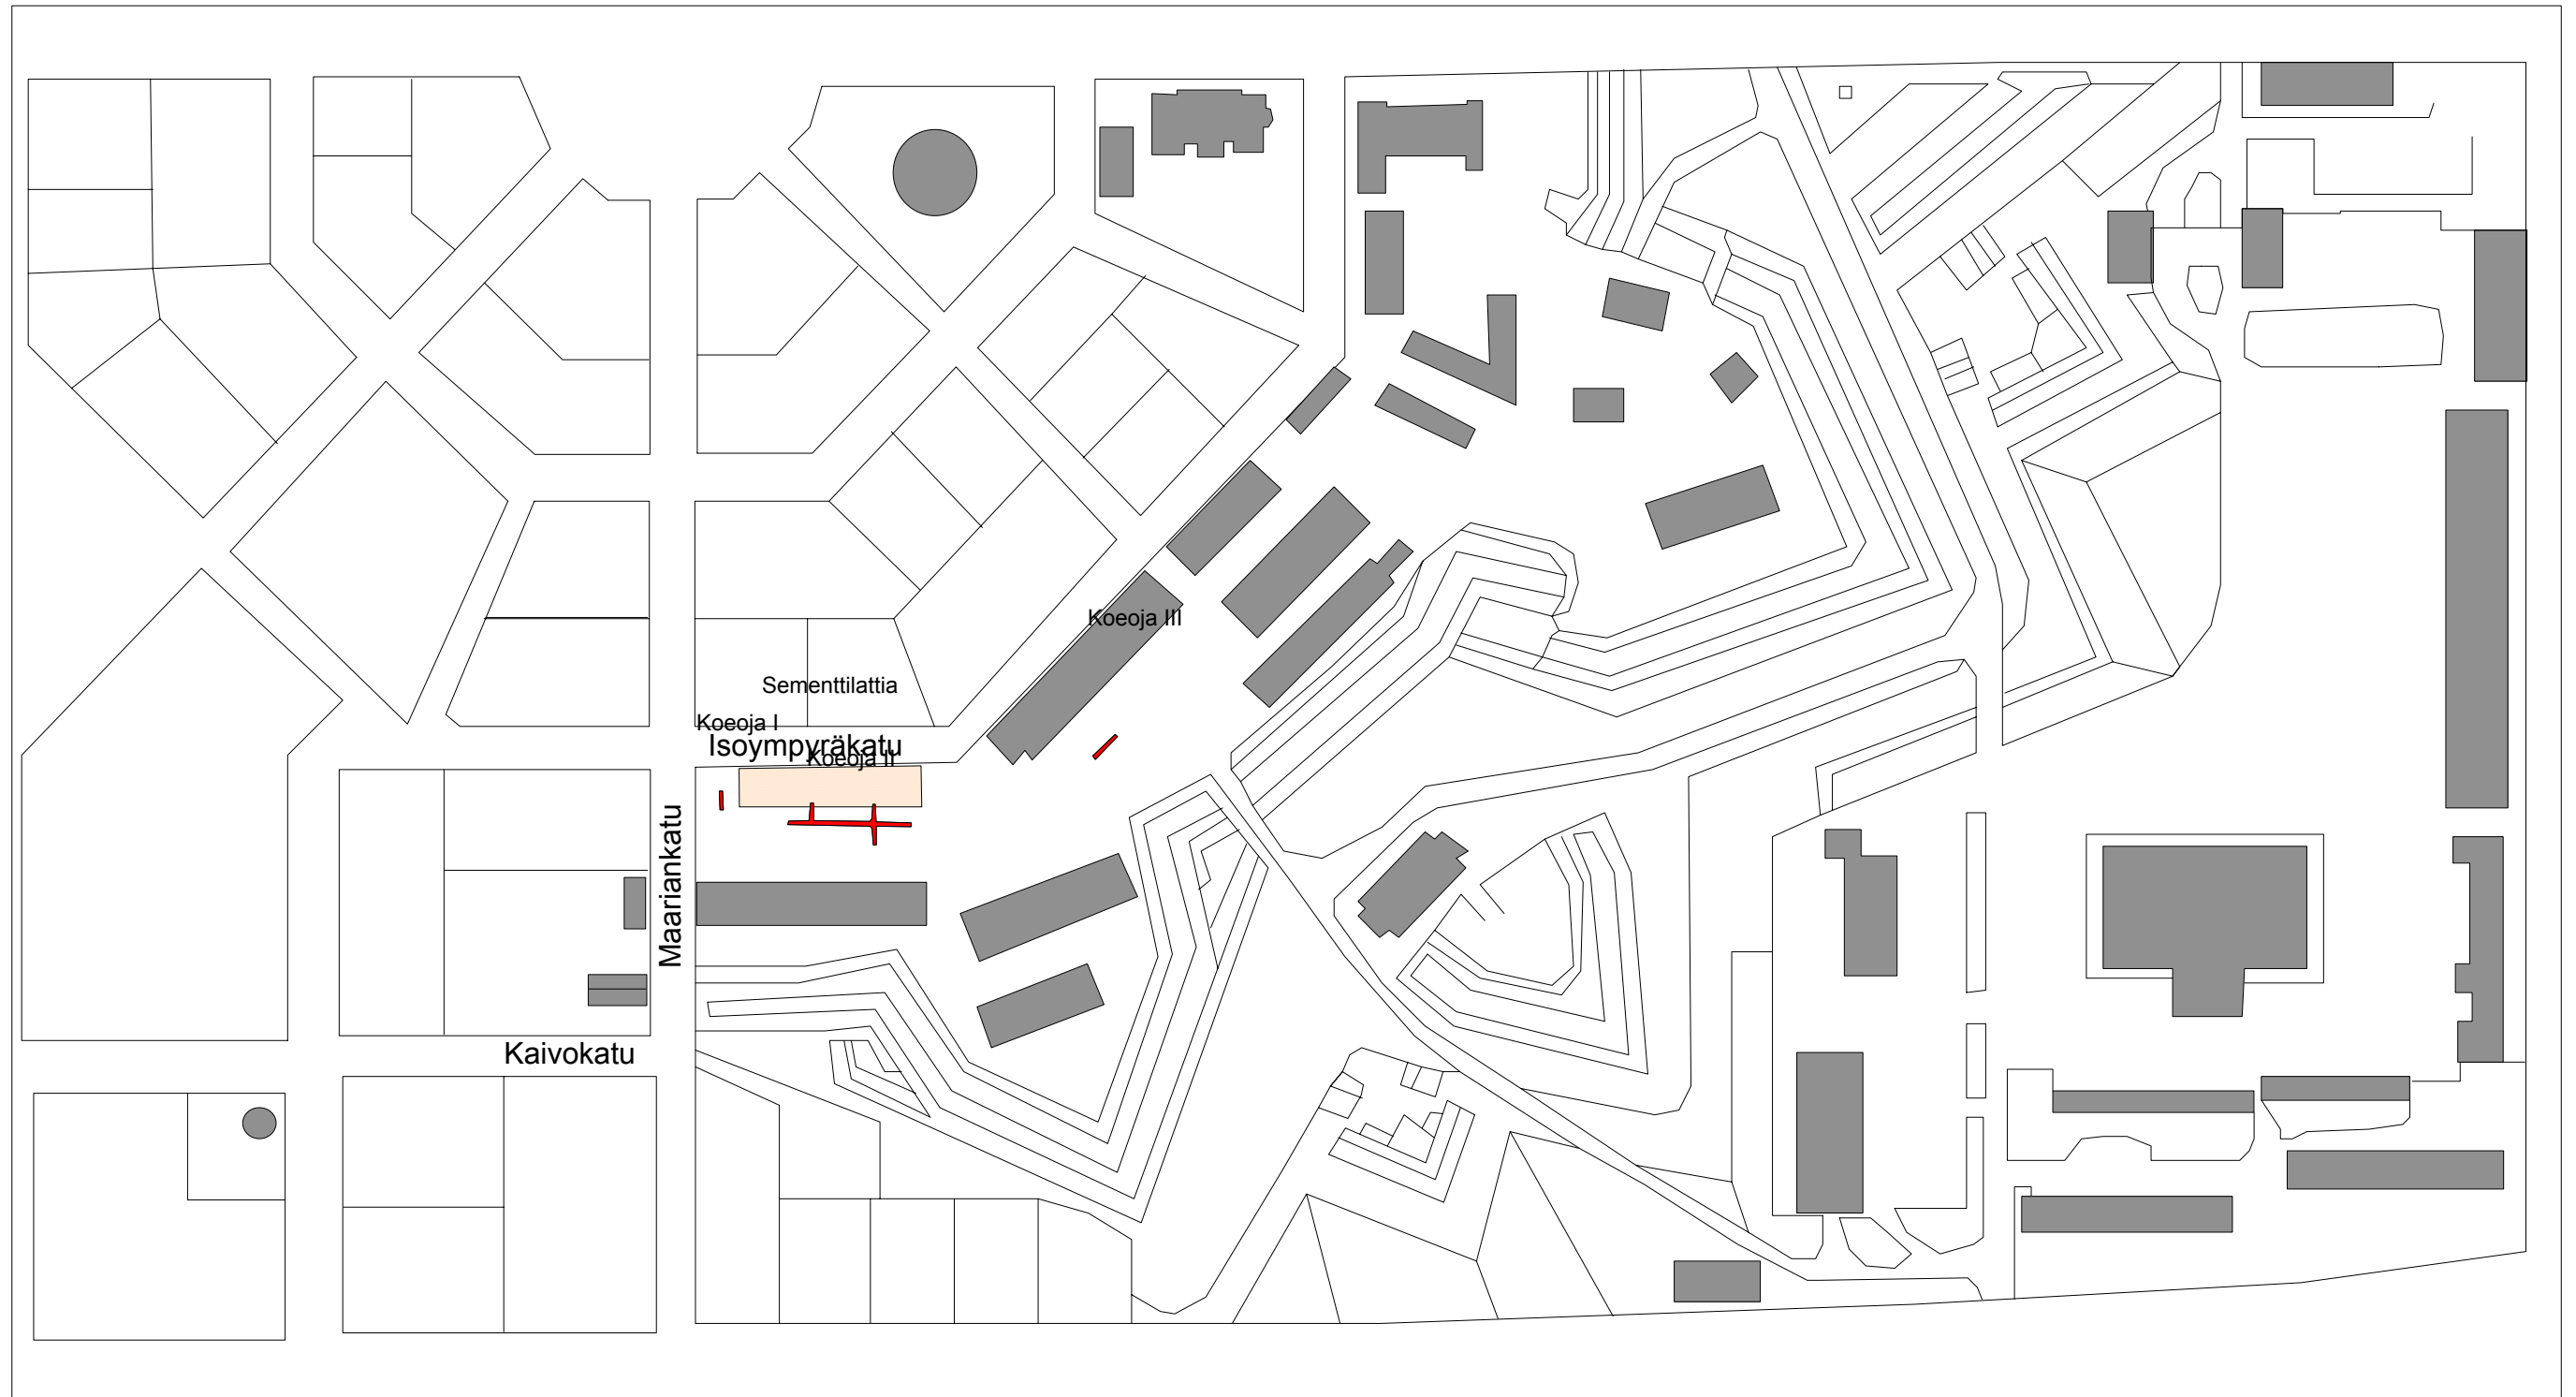 Koeoja III
Sementtilattia
Koeoja I
Isoympyräkatu
Koeoja II
Maariankatu
Kaivokatu